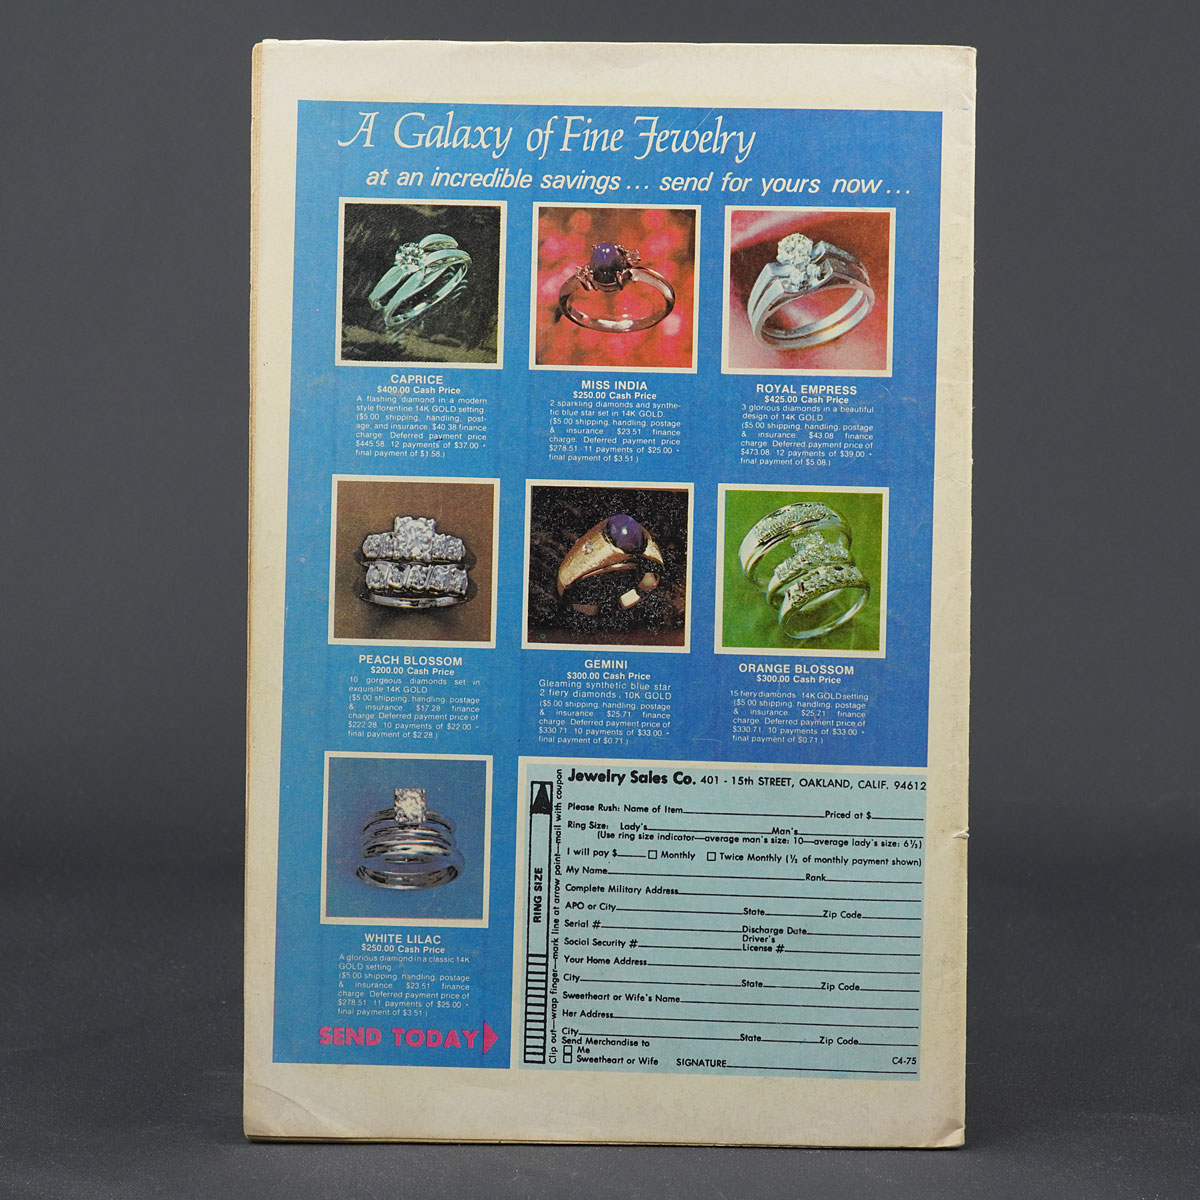 A Galaxy of Fine Jewelry
at an incredible savings... send for yours now...
CAPRICE
$400.00 Cash Price
A flashing diamond in a modern
style florentine 14K GOLD setting.
($5.00 shipping, handling, post-
age, and insurance. $40.38 finance
charge. Deferred payment price
$445.58. 12 payments of $37.00 +
final payment of $1.58.)
MISS INDIA
$250.00 Cash Price
2 sparkling diamonds and synthe-
tic blue star set in 14K GOLD.
($5.00 shipping, handling, postage
& insurance. $23.51 finance
charge. Deferred payment price
$278.51. 11 payments of $25.00 +
final payment of $3.51.)
ROYAL EMPRESS
$425.00 Cash Price
3 glorious diamonds in a beautiful
design of 14K GOLD.
($5.00 shipping, handling, postage
& insurance. $43.08 finance
charge. Deferred payment price of
$473.08. 12 payments of $39.00 +
final payment of $5.08.)
PEACH BLOSSOM
$200.00 Cash Price
10 gorgeous diamonds set in
exquisite 14K GOLD
($5.00 shipping, handling, postage
& insurance. $17.28 finance
charge. Deferred payment price of
$222.28. 10 payments of $22.00 +
final payment of $2.28.)
GEMINI
$300.00 Cash Price
Gleaming synthetic blue star
2 fiery diamonds, 10K GOLD
($5.00 shipping, handling, postage
& insurance. $25.71 finance
charge. Deferred payment price of
$330.71. 10 payments of $33.00 +
final payment of $0.71.)
ORANGE BLOSSOM
$300.00 Cash Price
15 fiery diamonds. 14K GOLD setting.
($5.00 shipping, handling, postage
& insurance. $25.71 finance
charge. Deferred payment price of
$330.71. 10 payments of $33.00 +
final payment of $0.71.)
WHITE LILAC
$250.00 Cash Price
A glorious diamond in a classic 14K
GOLD setting.
($5.00 shipping, handling, postage
& insurance. $23.51 finance
charge. Deferred payment price of
$278.51. 11 payments of $25.00 +
final payment of $3.51.)
SEND TODAY
RING SIZE
Clip out—wrap finger—mark line at arrow point—mail with coupon
Jewelry Sales Co. 401 - 15th STREET, OAKLAND, CALIF. 94612
Please Rush: Name of Item Priced at $
Ring Size: Lady's Man's
(Use ring size indicator—average man's size: 10—average lady's size: 6½)
I will pay $ Monthly Twice Monthly (½ of monthly payment shown)
My Name Rank
Complete Military Address
APO or City State Zip Code
Serial # Discharge Date
Social Security # Driver's License #
Your Home Address
City State Zip Code
Sweetheart or Wife's Name
Her Address
City State Zip Code
Send Merchandise to
Me
Sweetheart or Wife SIGNATURE C4-75